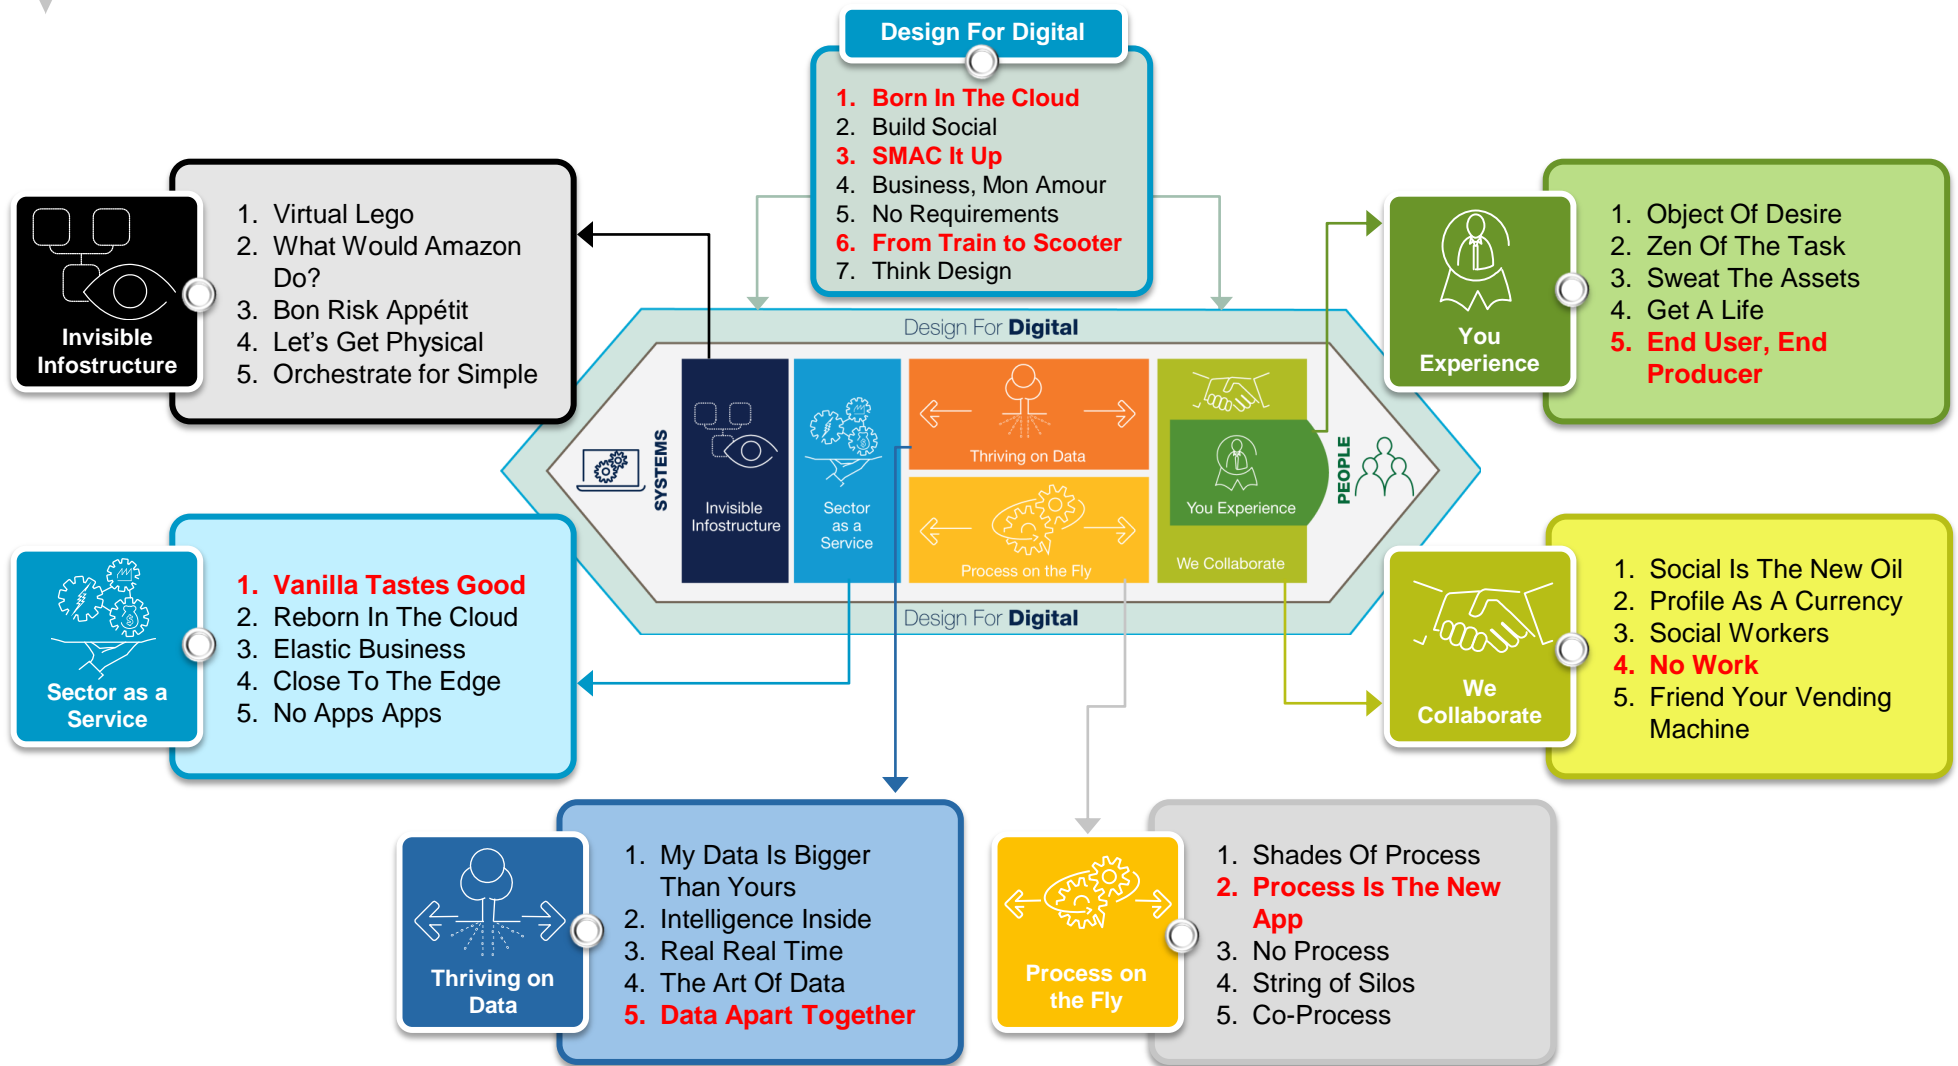 Design For Digital
1. Born In The Cloud
2. Build Social
3. SMAC It Up
4. Business, Mon Amour
5. No Requirements
6. From Train to Scooter
7. Think Design
Invisible
Infostructure
1. Virtual Lego
2. What Would Amazon
Do?
3. Bon Risk Appétit
4. Let’s Get Physical
5. Orchestrate for Simple
You
Experience
1. Object Of Desire
2. Zen Of The Task
3. Sweat The Assets
4. Get A Life
5. End User, End
Producer
Design For Digital
SYSTEMS
Invisible
Infostructure
Sector
as a
Service
Thriving on Data
Process on the Fly
You Experience
We Collaborate
PEOPLE
Design For Digital
Sector as a
Service
1. Vanilla Tastes Good
2. Reborn In The Cloud
3. Elastic Business
4. Close To The Edge
5. No Apps Apps
We
Collaborate
1. Social Is The New Oil
2. Profile As A Currency
3. Social Workers
4. No Work
5. Friend Your Vending
Machine
Thriving on
Data
1. My Data Is Bigger
Than Yours
2. Intelligence Inside
3. Real Real Time
4. The Art Of Data
5. Data Apart Together
Process on
the Fly
1. Shades Of Process
2. Process Is The New
App
3. No Process
4. String of Silos
5. Co-Process